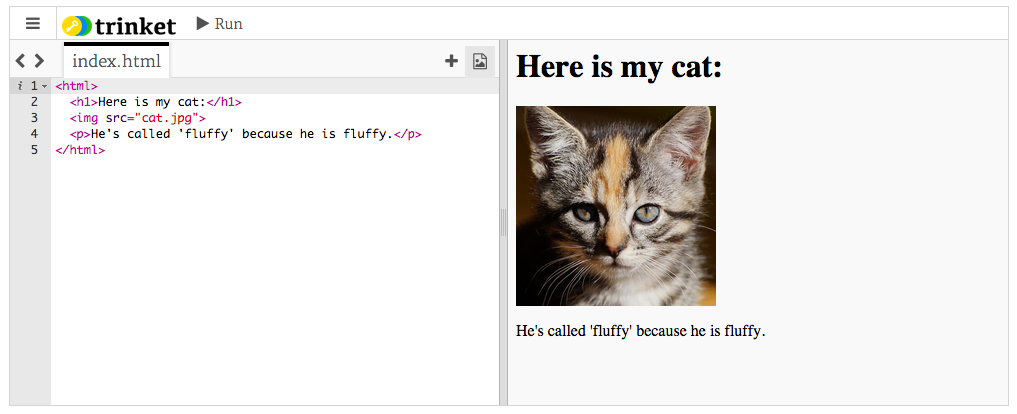 trinket Run
index.html
i 1 <html>
2 <h1>Here is my cat:</h1>
3 <img src="cat.jpg">
4 <p>He's called 'fluffy' because he is fluffy.</p>
5 </html>
Here is my cat:
He's called 'fluffy' because he is fluffy.